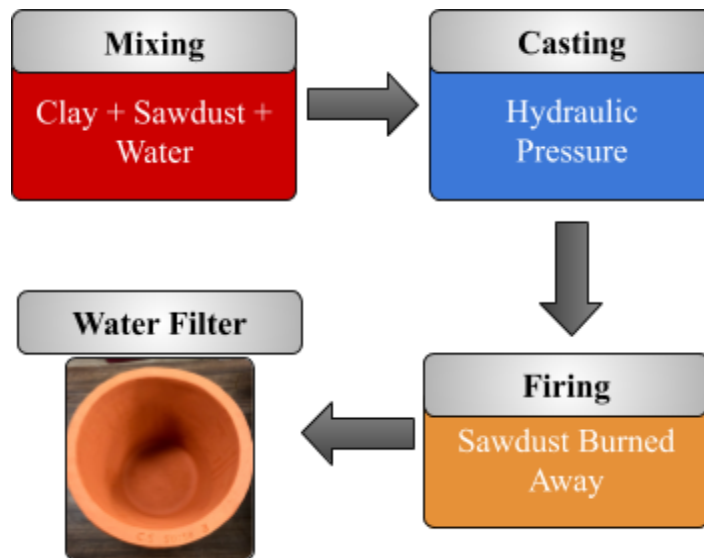 Mixing
Clay + Sawdust +
Water
Casting
Hydraulic
Pressure
Firing
Sawdust Burned
Away
Water Filter